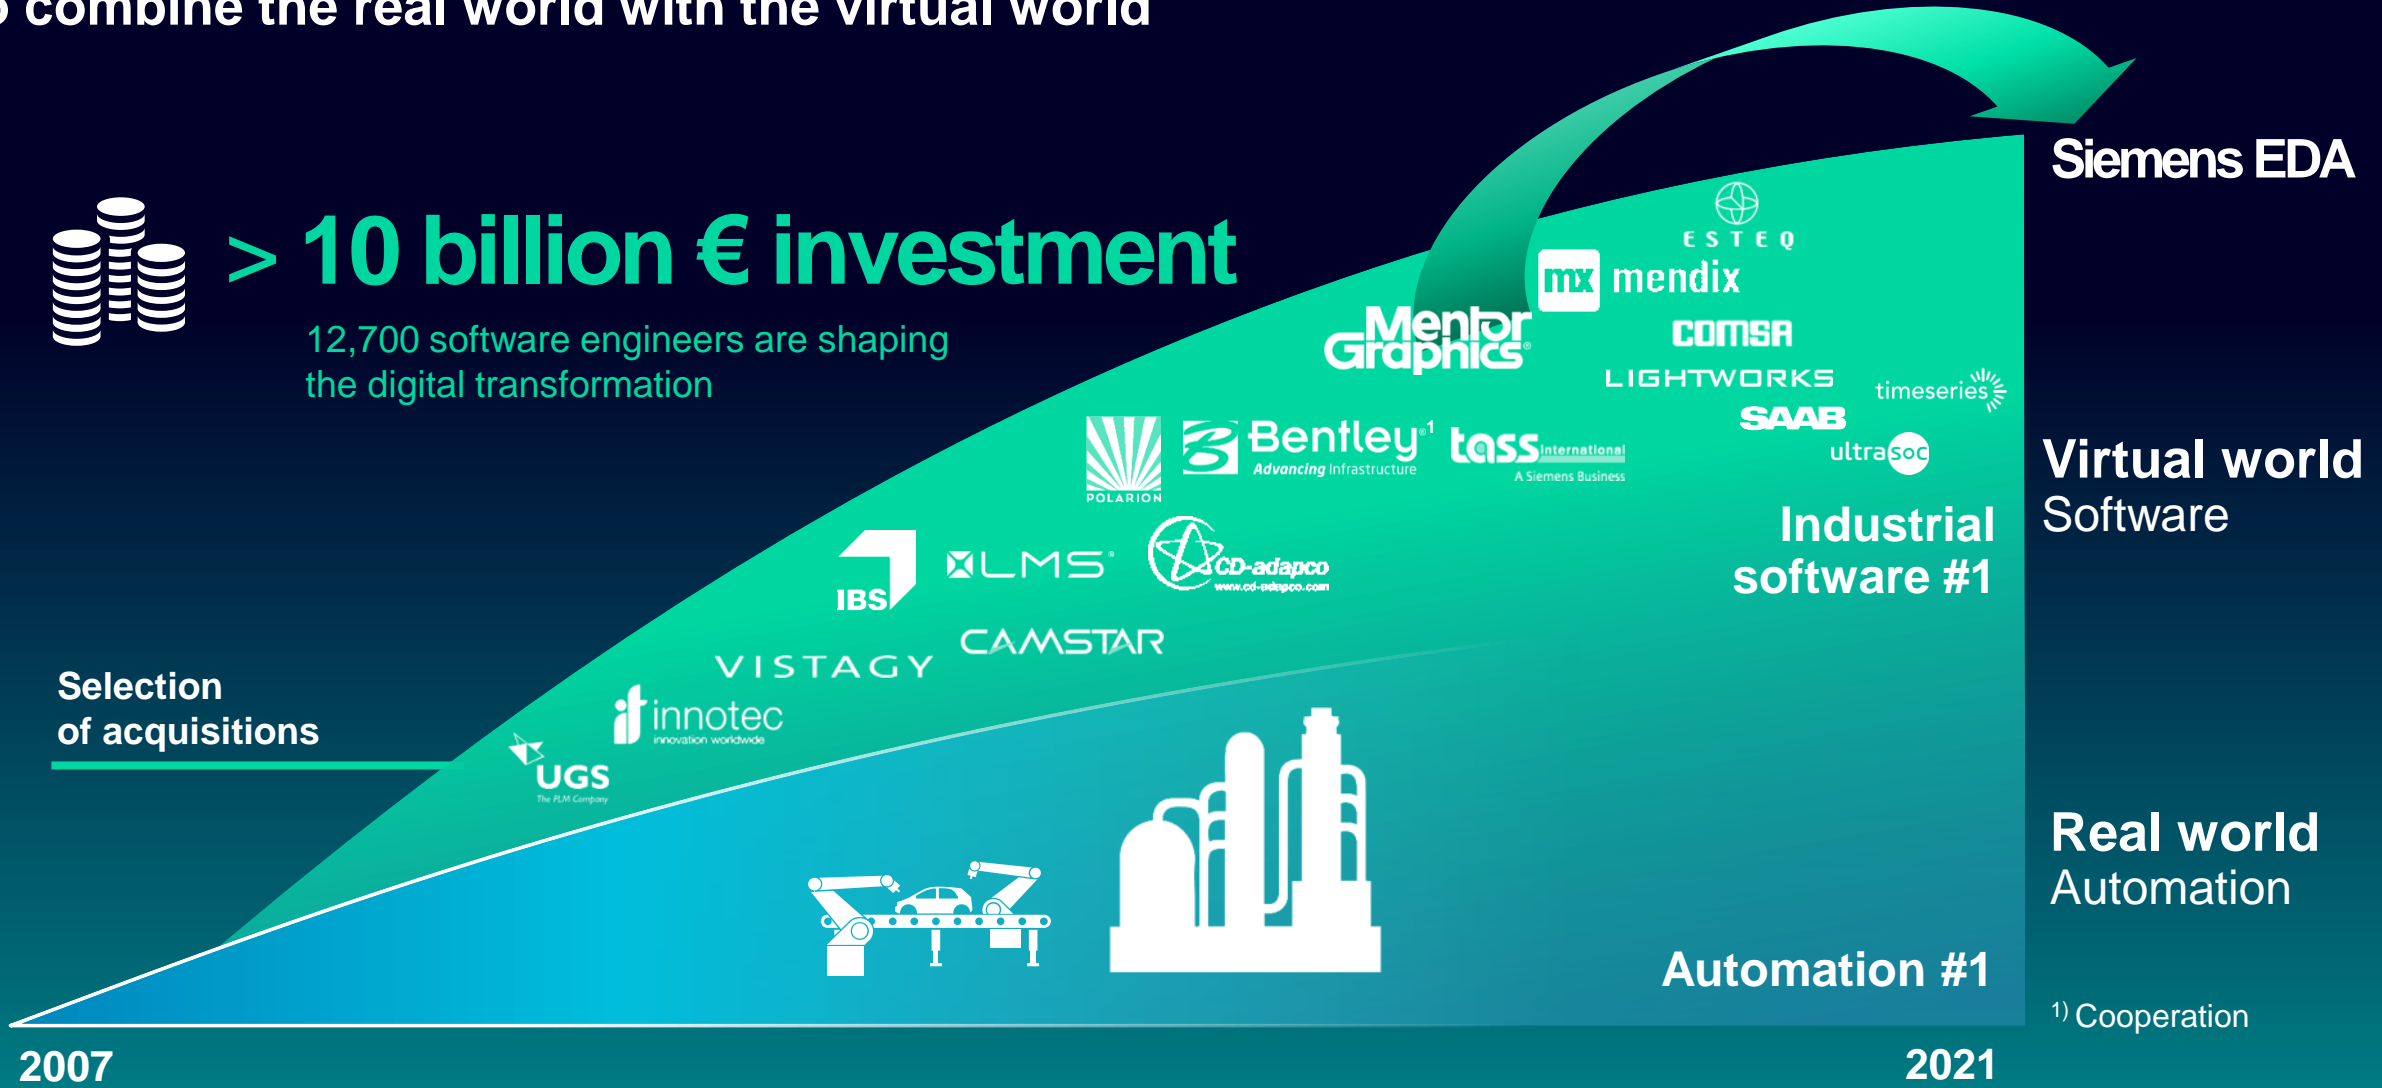 combine the real world with the virtual world
Siemens EDA
> 10 billion € investment
12,700 software engineers are shaping
the digital transformation
ESTEQ
mx mendix
Mentor
Graphics®
COMSA
LIGHTWORKS
timeseries
SAAB
ultrasoc
POLARION
Bentley®1
Advancing Infrastructure
tass International
A Siemens Business
Virtual world
Software
Industrial
software #1
IBS
LMS®
CD-adapco
www.cd-adapco.com
CAMSTAR
VISTAGY
Selection
of acquisitions
it innotec
innovation worldwide
UGS
The PLM Company
Real world
Automation
Automation #1
1) Cooperation
2007
2021